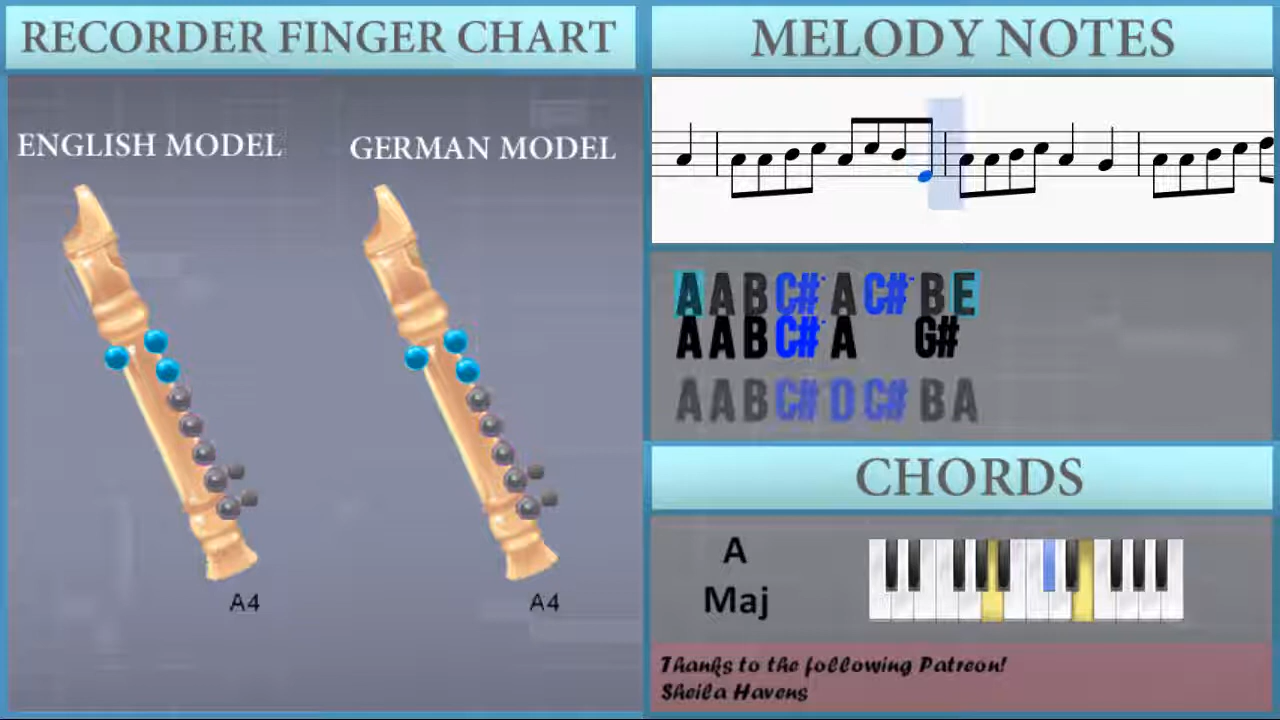 RECORDER FINGER CHART
ENGLISH MODEL
GERMAN MODEL
A4
A4
MELODY NOTES
A A B C#· A C#· B E
A A B C#· A G#
A A B C# D C# B A
CHORDS
A
Maj
Thanks to the following Patreon!
Sheila Havens